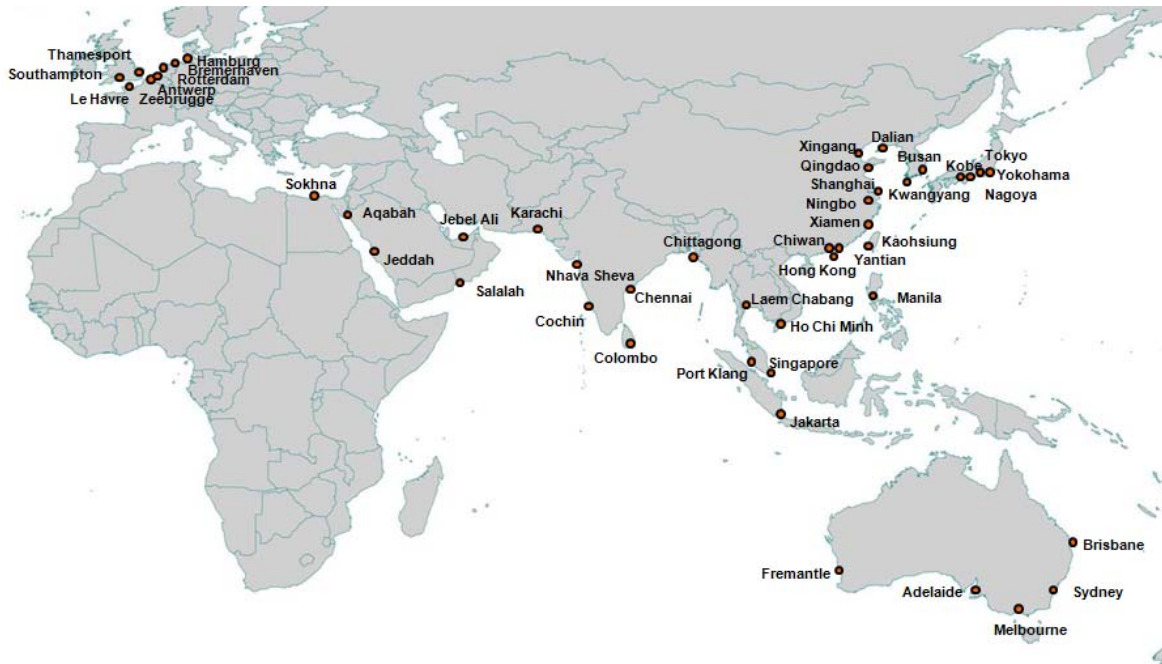 Thamesport
Hamburg
Bremerhaven
Southampton
Rotterdam
Antwerp
Le Havre
Zeebrugge
Xingang
Dalian
Qingdao
Busan
Kobe
Tokyo
Yokohama
Shanghai
Kwangyang
Nagoya
Ningbo
Xiamen
Sokhna
Aqabah
Jebel Ali
Karachi
Chittagong
Chiwan
Kaohsiung
Yantian
Hong Kong
Jeddah
Salalah
Nhava Sheva
Chennai
Cochin
Colombo
Laem Chabang
Manila
Ho Chi Minh
Port Klang
Singapore
Jakarta
Brisbane
Fremantle
Adelaide
Sydney
Melbourne